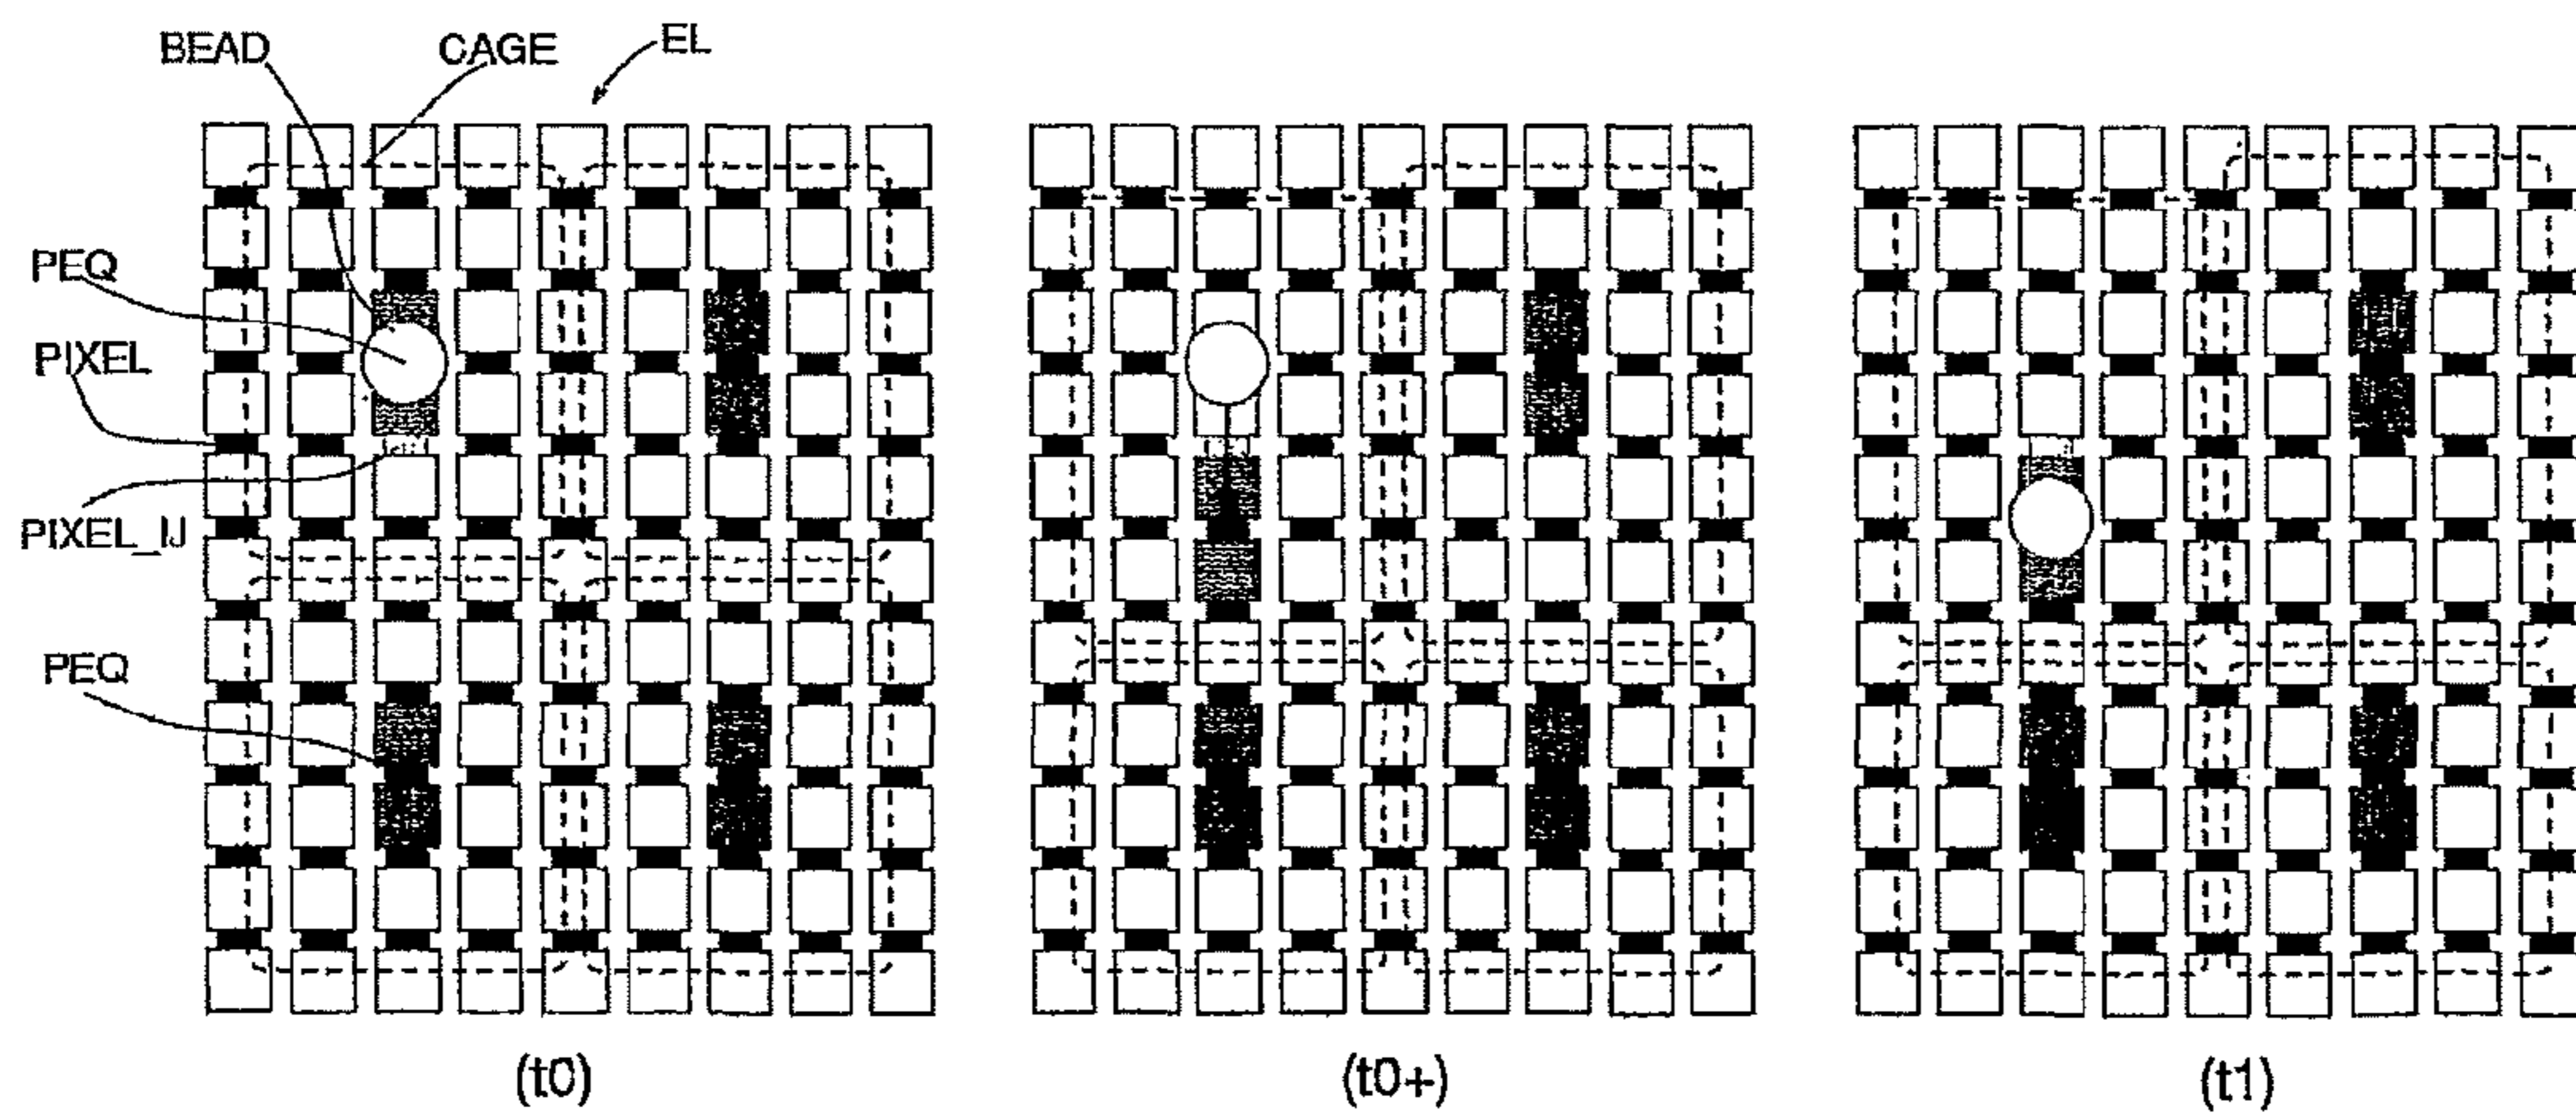 BEAD
CAGE
EL
PEQ
PIXEL
PIXEL_IJ
PEQ
(t0)
(t0+)
(t1)